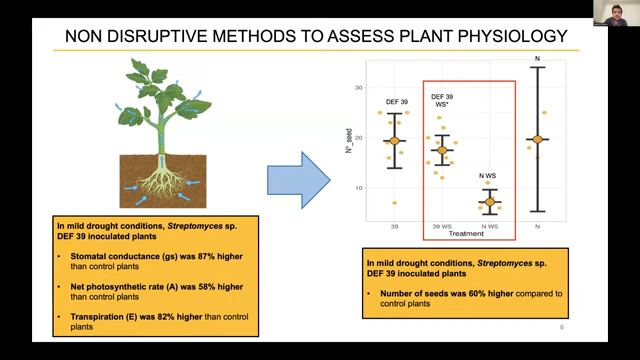 NON DISRUPTIVE METHODS TO ASSESS PLANT PHYSIOLOGY
In mild drought conditions, Streptomyces sp.
DEF 39 inoculated plants
• Stomatal conductance (gs) was 87% higher
than control plants
• Net photosynthetic rate (A) was 58% higher
than control plants
• Transpiration (E) was 82% higher than control
plants
N
DEF 39
DEF 39
WS*
N WS
N°_seed
30
20
10
0
39
39 WS
N WS
N
Treatment
In mild drought conditions, Streptomyces sp.
DEF 39 inoculated plants
• Number of seeds was 60% higher compared to
control plants
6